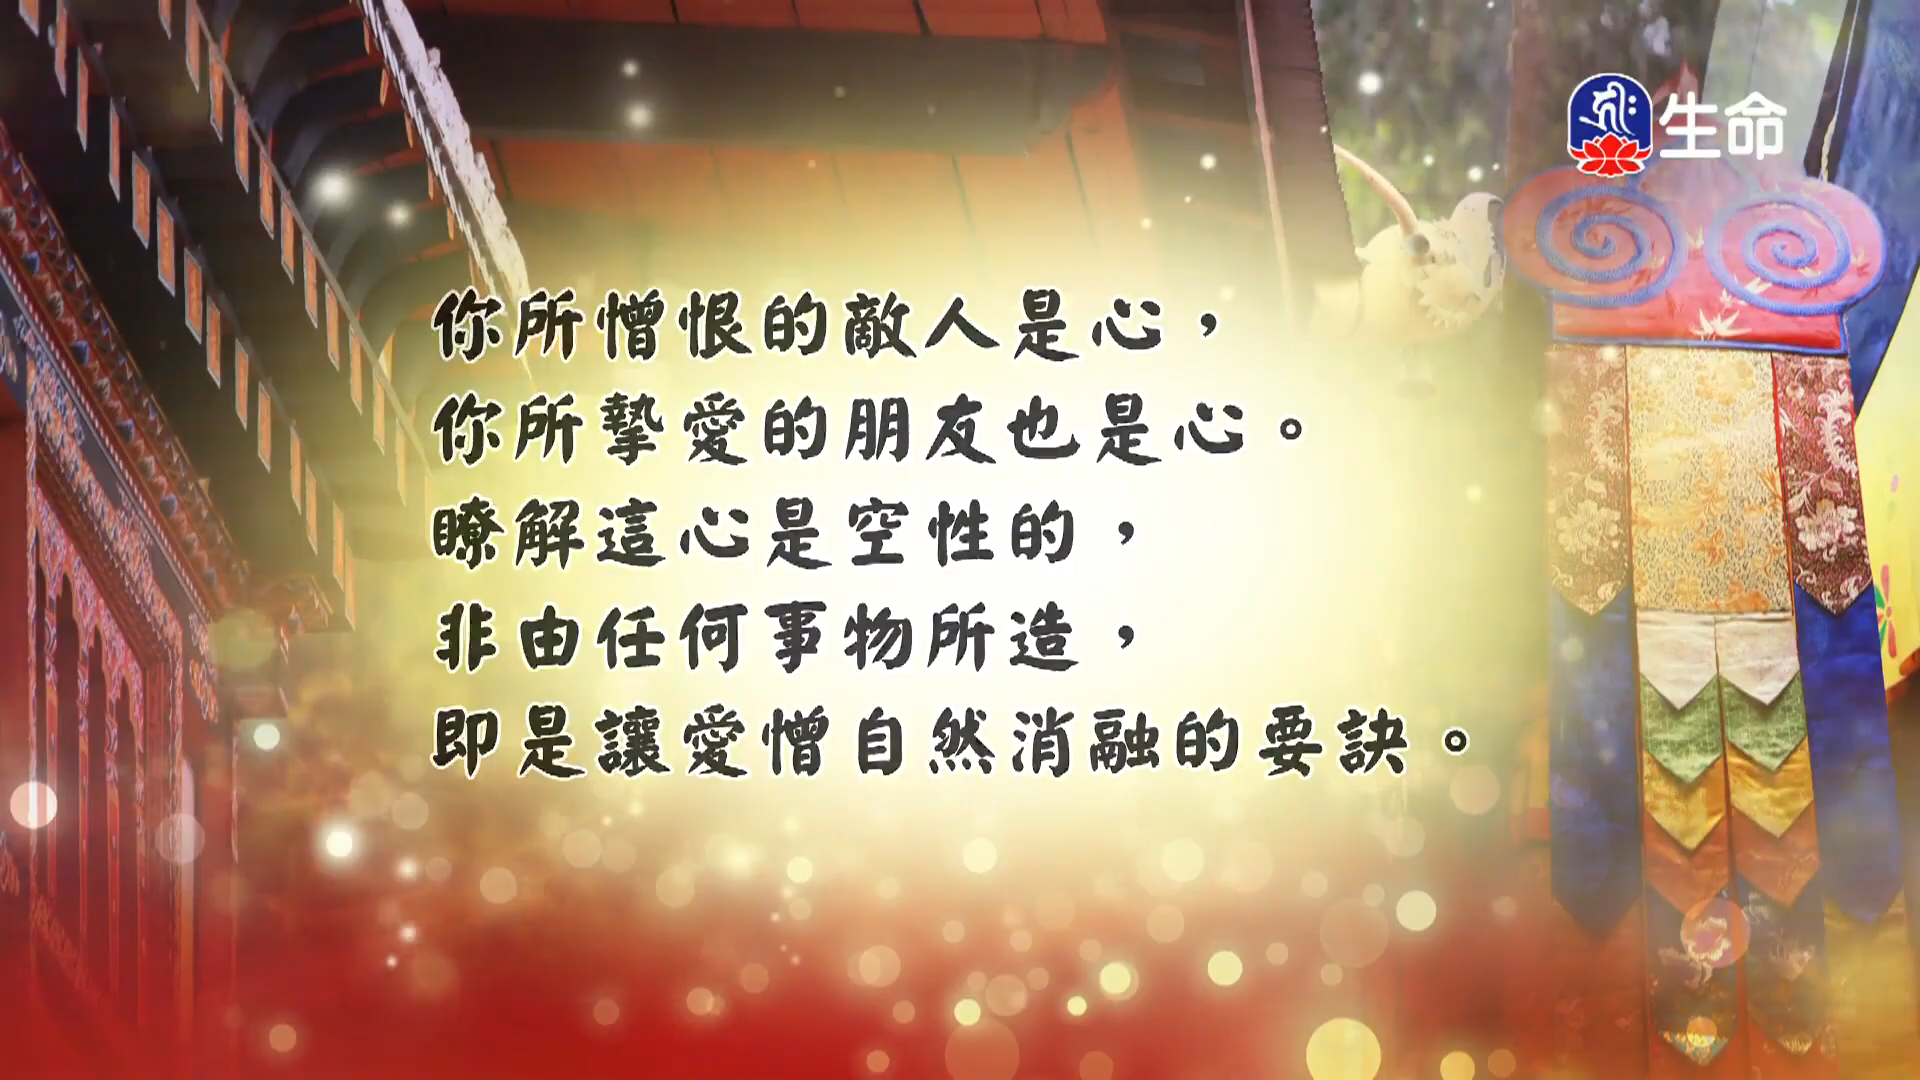 生命
你所憎恨的敵人是心，
你所摯愛的朋友也是心。
瞭解這心是空性的，
非由任何事物所造，
即是讓愛憎自然消融的要訣。